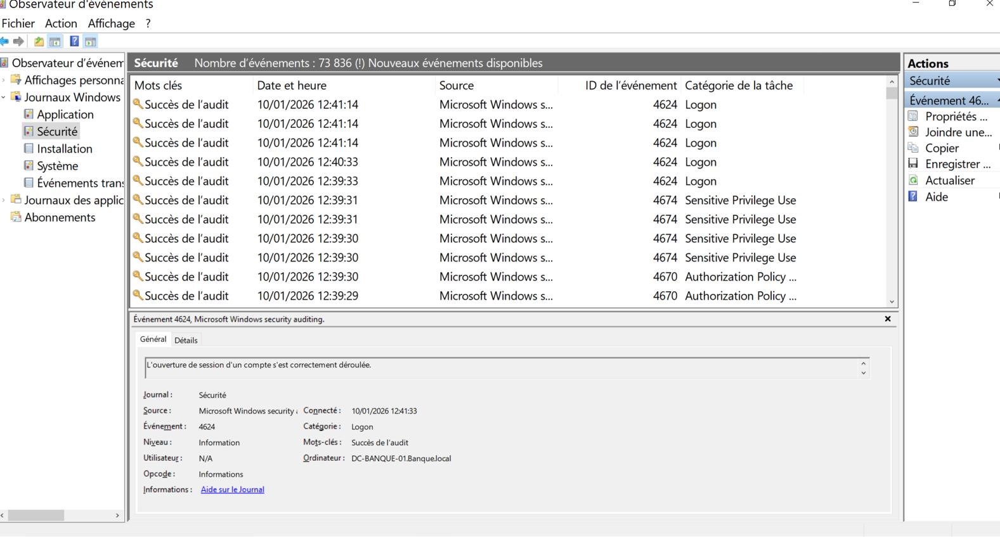 Observateur d'événements
Fichier Action Affichage ?
Observateur d'événem
Affichages personna
Journaux Windows
Application
Sécurité
Installation
Système
Événements trans
Journaux des applic
Abonnements
Sécurité Nombre d'événements : 73 836 (!) Nouveaux événements disponibles
Mots clés Date et heure Source ID de l'événement Catégorie de la tâche
Succès de l'audit 10/01/2026 12:41:14 Microsoft Windows s... 4624 Logon
Succès de l'audit 10/01/2026 12:41:14 Microsoft Windows s... 4624 Logon
Succès de l'audit 10/01/2026 12:41:14 Microsoft Windows s... 4624 Logon
Succès de l'audit 10/01/2026 12:40:33 Microsoft Windows s... 4624 Logon
Succès de l'audit 10/01/2026 12:39:33 Microsoft Windows s... 4624 Logon
Succès de l'audit 10/01/2026 12:39:31 Microsoft Windows s... 4674 Sensitive Privilege Use
Succès de l'audit 10/01/2026 12:39:31 Microsoft Windows s... 4674 Sensitive Privilege Use
Succès de l'audit 10/01/2026 12:39:30 Microsoft Windows s... 4674 Sensitive Privilege Use
Succès de l'audit 10/01/2026 12:39:30 Microsoft Windows s... 4674 Sensitive Privilege Use
Succès de l'audit 10/01/2026 12:39:30 Microsoft Windows s... 4670 Authorization Policy ...
Succès de l'audit 10/01/2026 12:39:29 Microsoft Windows s... 4670 Authorization Policy ...
Événement 4624, Microsoft Windows security auditing.
Général Détails
L'ouverture de session d'un compte s'est correctement déroulée.
Journal : Sécurité
Source : Microsoft Windows security a Connecté : 10/01/2026 12:41:33
Événement : 4624 Catégorie : Logon
Niveau : Information Mots-clés : Succès de l'audit
Utilisateur : N/A Ordinateur : DC-BANQUE-01.Banque.local
Opcode : Informations
Informations : Aide sur le Journal
Actions
Sécurité
Événement 46...
Propriétés ...
Joindre une...
Copier
Enregistrer ...
Actualiser
Aide